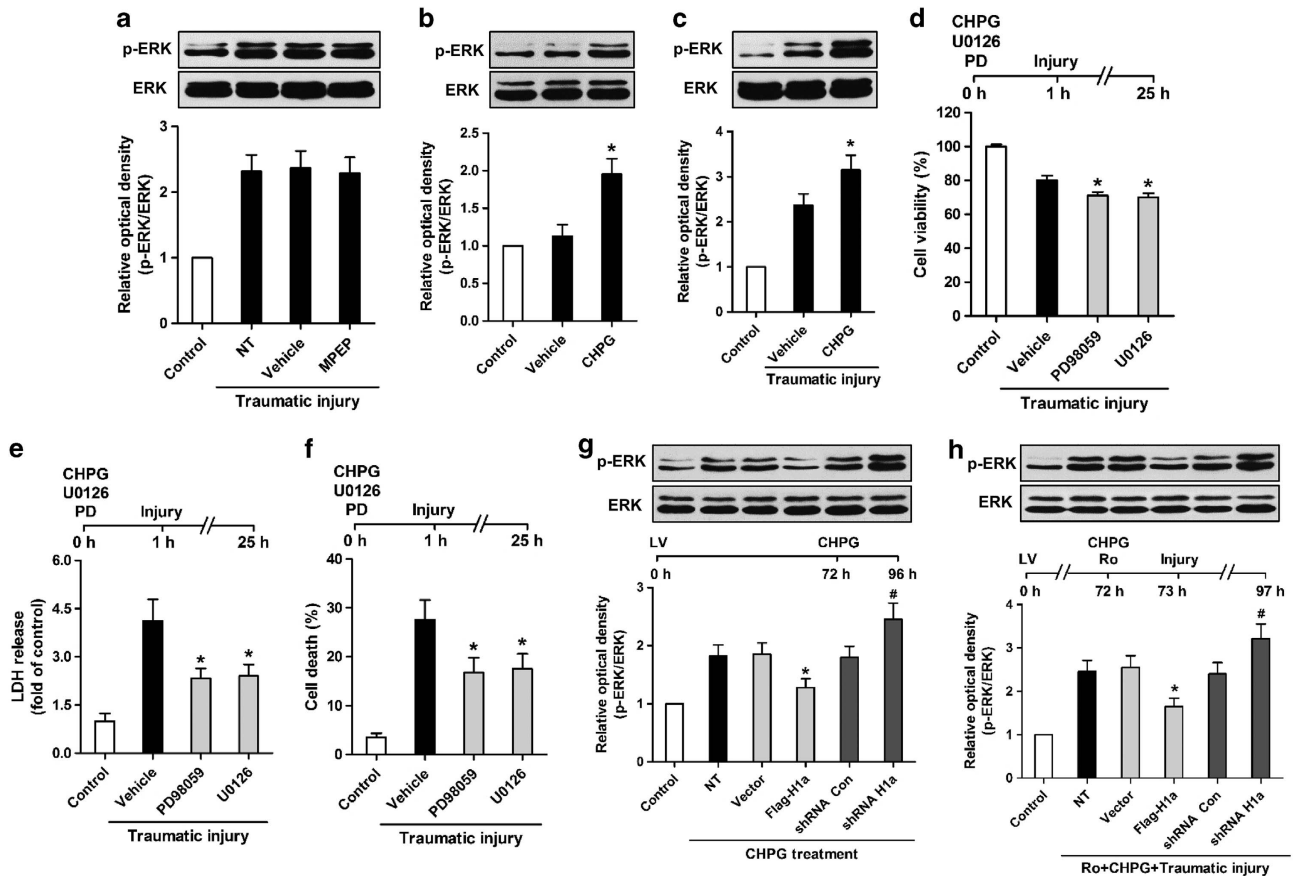 a
p-ERK
ERK
Relative optical density
(p-ERK/ERK)
3
2
1
0
Control
NT
Vehicle
MPEP
Traumatic injury
b
p-ERK
ERK
Relative optical density
(p-ERK/ERK)
2.5
2.0
1.5
1.0
0.5
0.0
*
Control
Vehicle
CHPG
c
p-ERK
ERK
Relative optical density
(p-ERK/ERK)
4
3
2
1
0
*
Control
Vehicle
CHPG
Traumatic injury
d
CHPG
U0126
PD
Injury
0 h
1 h
25 h
Cell viability (%)
120
100
80
60
40
20
0
*
*
Control
Vehicle
PD98059
U0126
Traumatic injury
e
CHPG
U0126
PD
Injury
0 h
1 h
25 h
LDH release
(fold of control)
6.0
4.5
3.0
1.5
0.0
*
*
Control
Vehicle
PD98059
U0126
Traumatic injury
f
CHPG
U0126
PD
Injury
0 h
1 h
25 h
Cell death (%)
40
30
20
10
0
*
*
Control
Vehicle
PD98059
U0126
Traumatic injury
g
p-ERK
ERK
LV
CHPG
0 h
72 h
96 h
Relative optical density
(p-ERK/ERK)
3
2
1
0
*
#
Control
NT
Vector
Flag-H1a
shRNA Con
shRNA H1a
CHPG treatment
h
p-ERK
ERK
CHPG
LV
Ro
Injury
0 h
72 h
73 h
97 h
Relative optical density
(p-ERK/ERK)
4
3
2
1
0
*
#
Control
NT
Vector
Flag-H1a
shRNA Con
shRNA H1a
Ro+CHPG+Traumatic injury